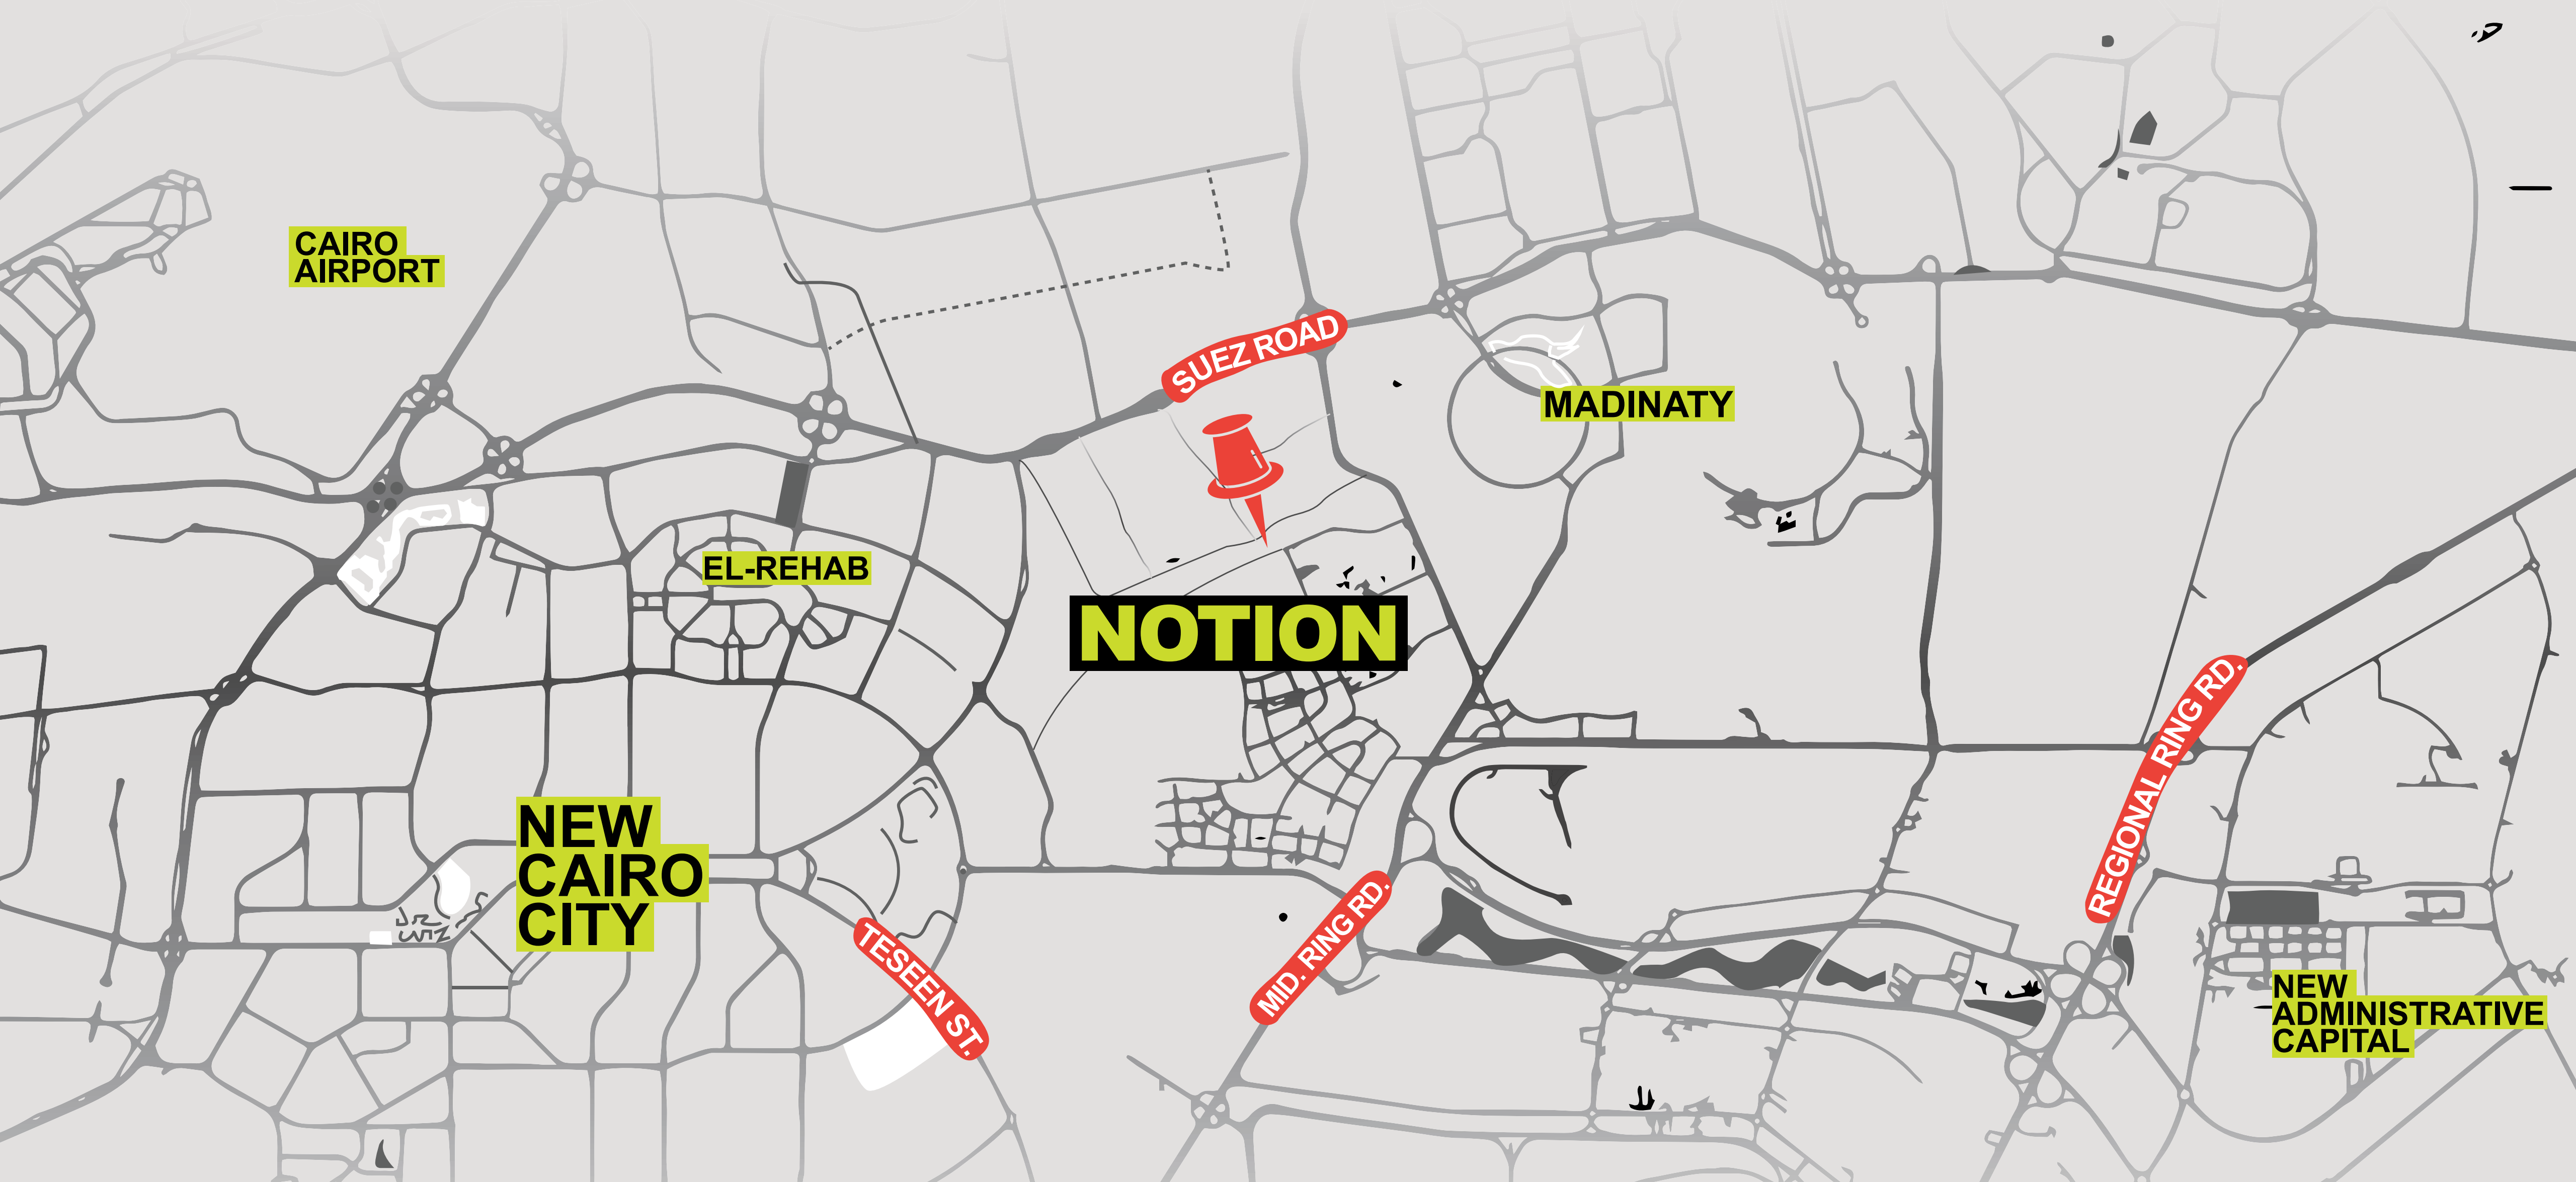 CAIRO
AIRPORT
SUEZ ROAD
MADINATY
EL-REHAB
NOTION
REGIONAL RING RD.
NEW
CAIRO
CITY
MID. RING RD.
TESEEN ST.
NEW
ADMINISTRATIVE
CAPITAL